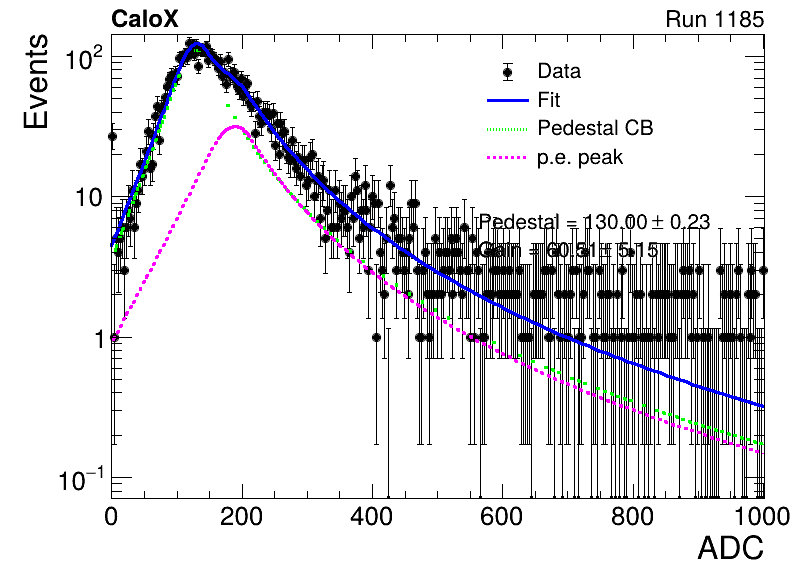 CaloX Run 1185
Events
10²
10
1
10⁻¹
Data
Fit
Pedestal CB
p.e. peak
Pedestal = 130.00 ± 0.23
Gain = 60.51 ± 5.15
0 200 400 600 800 1000
ADC